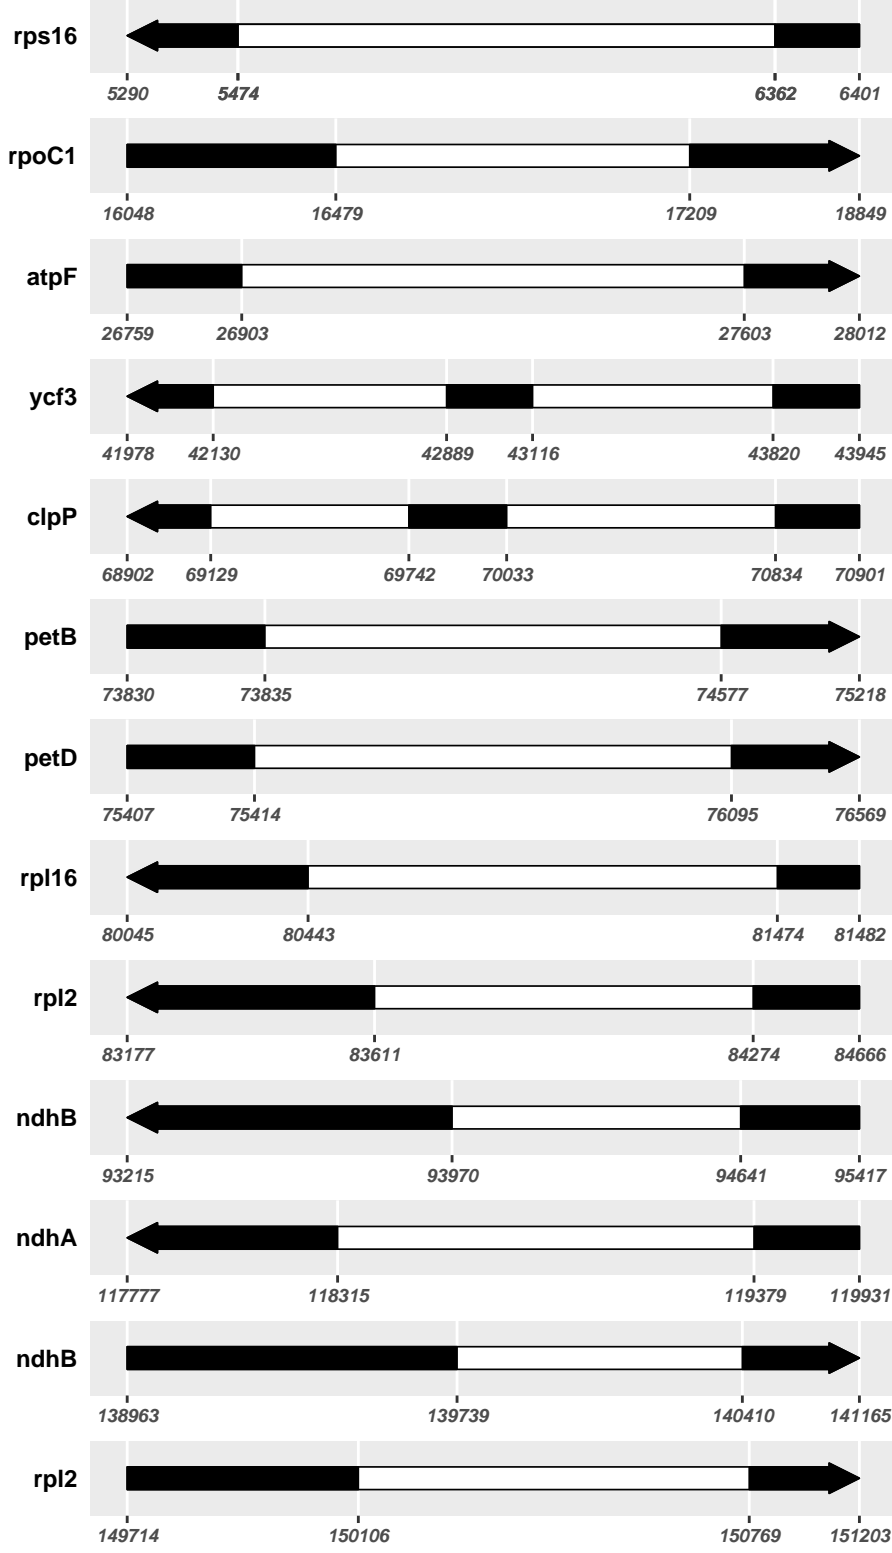 rps16
5290 5474 6362 6401
rpoC1
16048 16479 17209 18849
atpF
26759 26903 27603 28012
ycf3
41978 42130 42889 43116 43820 43945
clpP
68902 69129 69742 70033 70834 70901
petB
73830 73835 74577 75218
petD
75407 75414 76095 76569
rpl16
80045 80443 81474 81482
rpl2
83177 83611 84274 84666
ndhB
93215 93970 94641 95417
ndhA
117777 118315 119379 119931
ndhB
138963 139739 140410 141165
rpl2
149714 150106 150769 151203